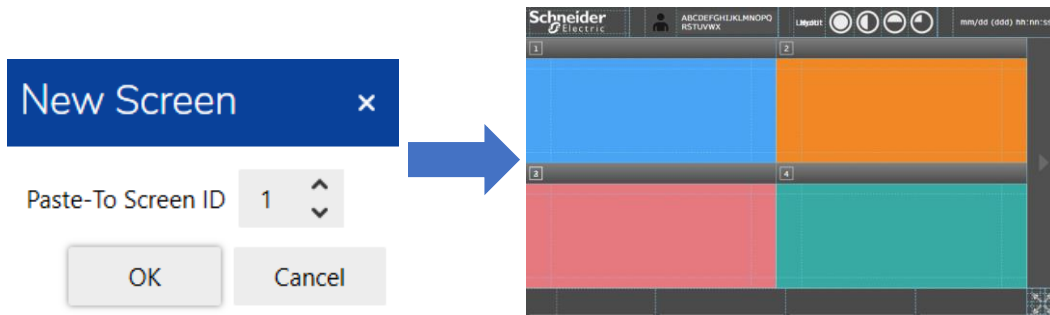 New Screen
Paste-To Screen ID 1
OK Cancel
Schneider
Electric
ABCDEFGHIJKLMNOPQ
RSTUVWX
mm/dd (ddd) hh:nn:ss
1
2
3
4